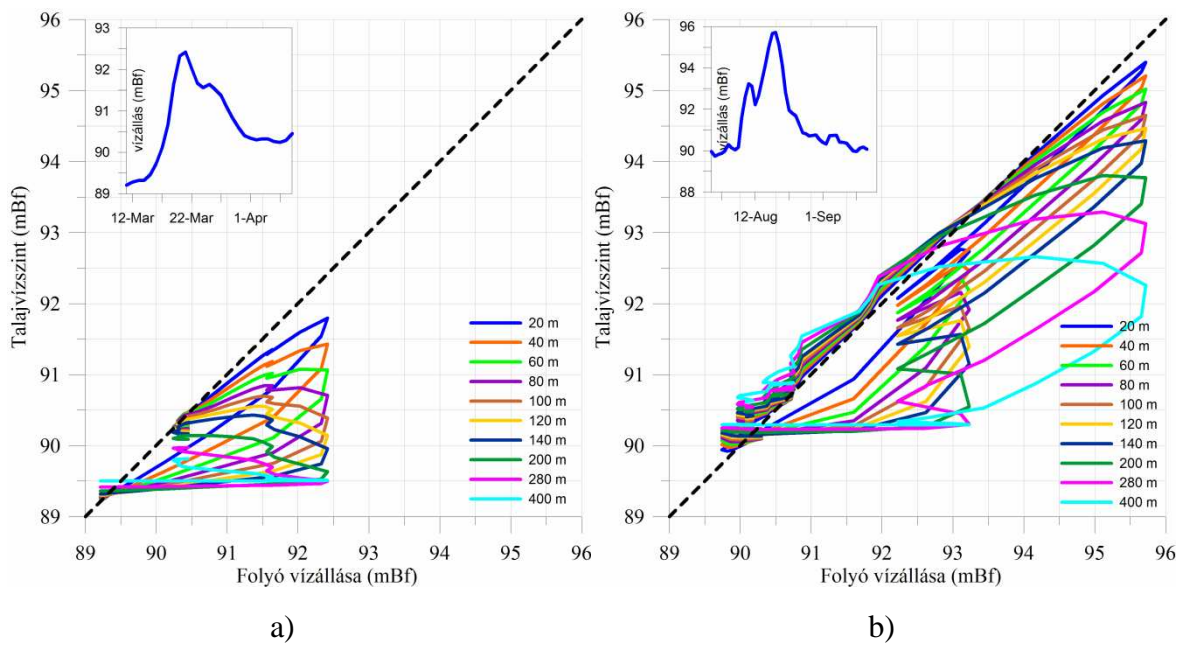 96
95
94
93
92
91
90
89
Talajvízszint (mBf)
89 90 91 92 93 94 95 96
Folyó vízállása (mBf)
93
92
91
90
89
vízállás (mBf)
12-Mar 22-Mar 1-Apr
20 m
40 m
60 m
80 m
100 m
120 m
140 m
200 m
280 m
400 m
a)
96
95
94
93
92
91
90
89
Talajvízszint (mBf)
89 90 91 92 93 94 95 96
Folyó vízállása (mBf)
96
94
92
90
88
vízállás (mBf)
12-Aug 1-Sep
20 m
40 m
60 m
80 m
100 m
120 m
140 m
200 m
280 m
400 m
b)